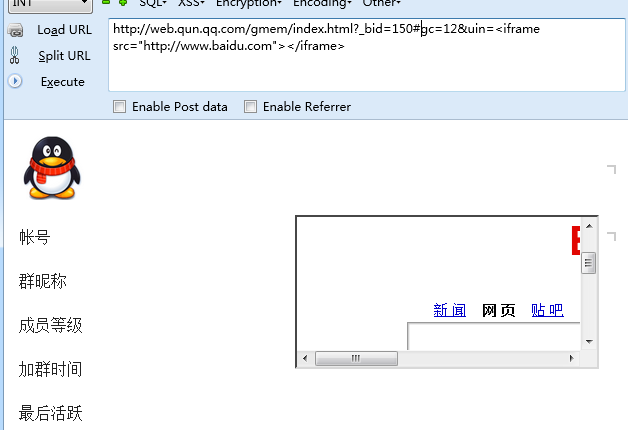 INT SQL XSS Encryption Encoding Other
Load URL
Split URL
Execute
http://web.qun.qq.com/gmem/index.html?_bid=150#gc=12&uin=<iframe
src="http://www.baidu.com"></iframe>
Enable Post data Enable Referrer
帐号
群昵称
成员等级
加群时间
最后活跃
新 闻 网 页 贴 吧